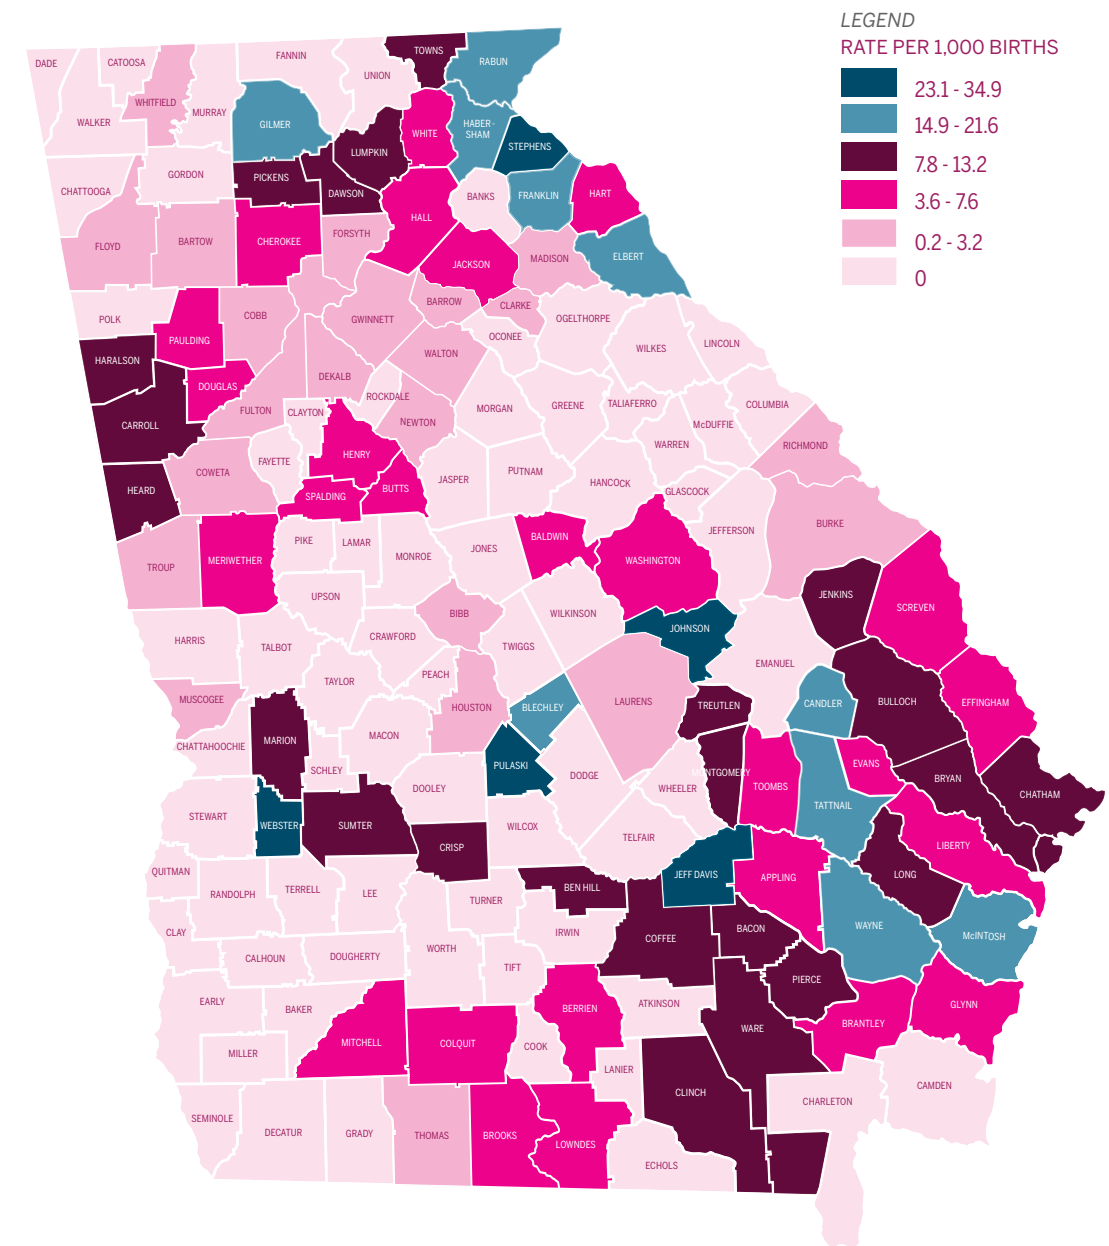 LEGEND
RATE PER 1,000 BIRTHS
23.1 - 34.9
14.9 - 21.6
7.8 - 13.2
3.6 - 7.6
0.2 - 3.2
0
DADE
CATOOSA
FANNIN
TOWNS
RABUN
UNION
WHITFIELD
MURRAY
WALKER
GILMER
WHITE
HABER-
SHAM
STEPHENS
LUMPKIN
CHATTOOGA
GORDON
PICKENS
DAWSON
BANKS
FRANKLIN
HART
HALL
FLOYD
BARTOW
CHEROKEE
FORSYTH
JACKSON
MADISON
ELBERT
POLK
COBB
BARROW
CLARKE
GWINNETT
OGELTHORPE
OCONEE
WILKES
LINCOLN
PAULDING
HARALSON
WALTON
DOUGLAS
DEKALB
ROCKDALE
CARROLL
FULTON
CLAYTON
NEWTON
MORGAN
GREENE
TALIAFERRO
COLUMBIA
McDUFFIE
WARREN
RICHMOND
HEARD
COWETA
FAYETTE
HENRY
SPALDING
BUTTS
JASPER
PUTNAM
HANCOCK
GLASCOCK
JEFFERSON
BURKE
TROUP
MERIWETHER
PIKE
LAMAR
MONROE
JONES
BALDWIN
WASHINGTON
UPSON
BIBB
WILKINSON
JENKINS
SCREVEN
HARRIS
TALBOT
CRAWFORD
TWIGGS
JOHNSON
EMANUEL
TAYLOR
PEACH
MUSCOGEE
HOUSTON
BLECHLEY
LAURENS
TREUTLEN
CANDLER
BULLOCH
EFFINGHAM
CHATTAHOOCHIE
MARION
MACON
SCHLEY
PULASKI
DODGE
WHEELER
MONTGOMERY
TOOMBS
EVANS
BRYAN
CHATHAM
TATTNAIL
STEWART
WEBSTER
SUMTER
DOOLEY
WILCOX
TELFAIR
LIBERTY
CRISP
QUITMAN
RANDOLPH
TERRELL
LEE
TURNER
BEN HILL
JEFF DAVIS
APPLING
LONG
CLAY
CALHOUN
DOUGHERTY
WORTH
TIFT
IRWIN
COFFEE
BACON
WAYNE
McINTOSH
PIERCE
EARLY
BAKER
MITCHELL
COLQUIT
BERRIEN
ATKINSON
WARE
BRANTLEY
GLYNN
MILLER
COOK
LANIER
CLINCH
CHARLETON
CAMDEN
SEMINOLE
DECATUR
GRADY
THOMAS
BROOKS
LOWNDES
ECHOLS